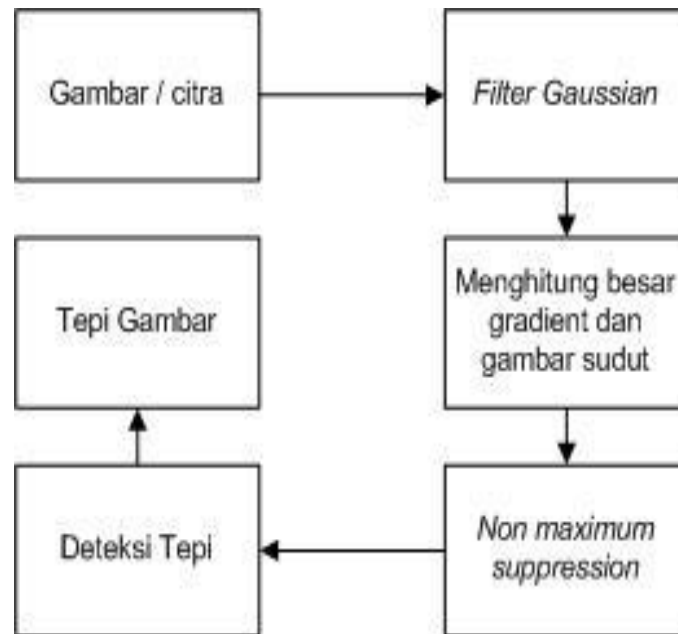 Gambar / citra
Filter Gaussian
Menghitung besar
gradient dan
gambar sudut
Non maximum
suppression
Deteksi Tepi
Tepi Gambar